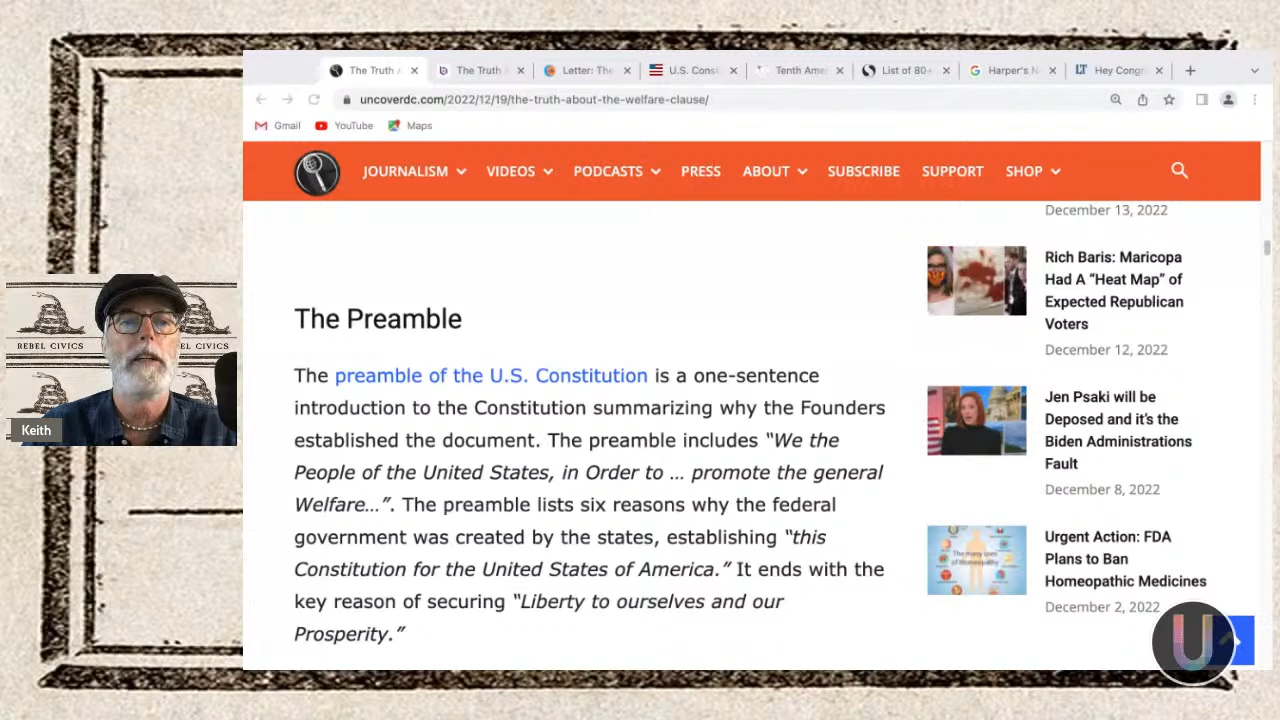 The Truth A
The Truth A
Letter: The
U.S. Const
Tenth Ame
List of 80+
Harper's N
Hey Congr
uncoverdc.com/2022/12/19/the-truth-about-the-welfare-clause/
Gmail YouTube Maps
JOURNALISM VIDEOS PODCASTS PRESS ABOUT SUBSCRIBE SUPPORT SHOP
The Preamble
The preamble of the U.S. Constitution is a one-sentence
introduction to the Constitution summarizing why the Founders
established the document. The preamble includes “We the
People of the United States, in Order to … promote the general
Welfare…”. The preamble lists six reasons why the federal
government was created by the states, establishing “this
Constitution for the United States of America.” It ends with the
key reason of securing “Liberty to ourselves and our
Prosperity.”
December 13, 2022
Rich Baris: Maricopa
Had A “Heat Map” of
Expected Republican
Voters
December 12, 2022
Jen Psaki will be
Deposed and it’s the
Biden Administrations
Fault
December 8, 2022
The many uses
of Homeopathy
Urgent Action: FDA
Plans to Ban
Homeopathic Medicines
December 2, 2022
REBEL CIVICS
EL CIVICS
Keith
U